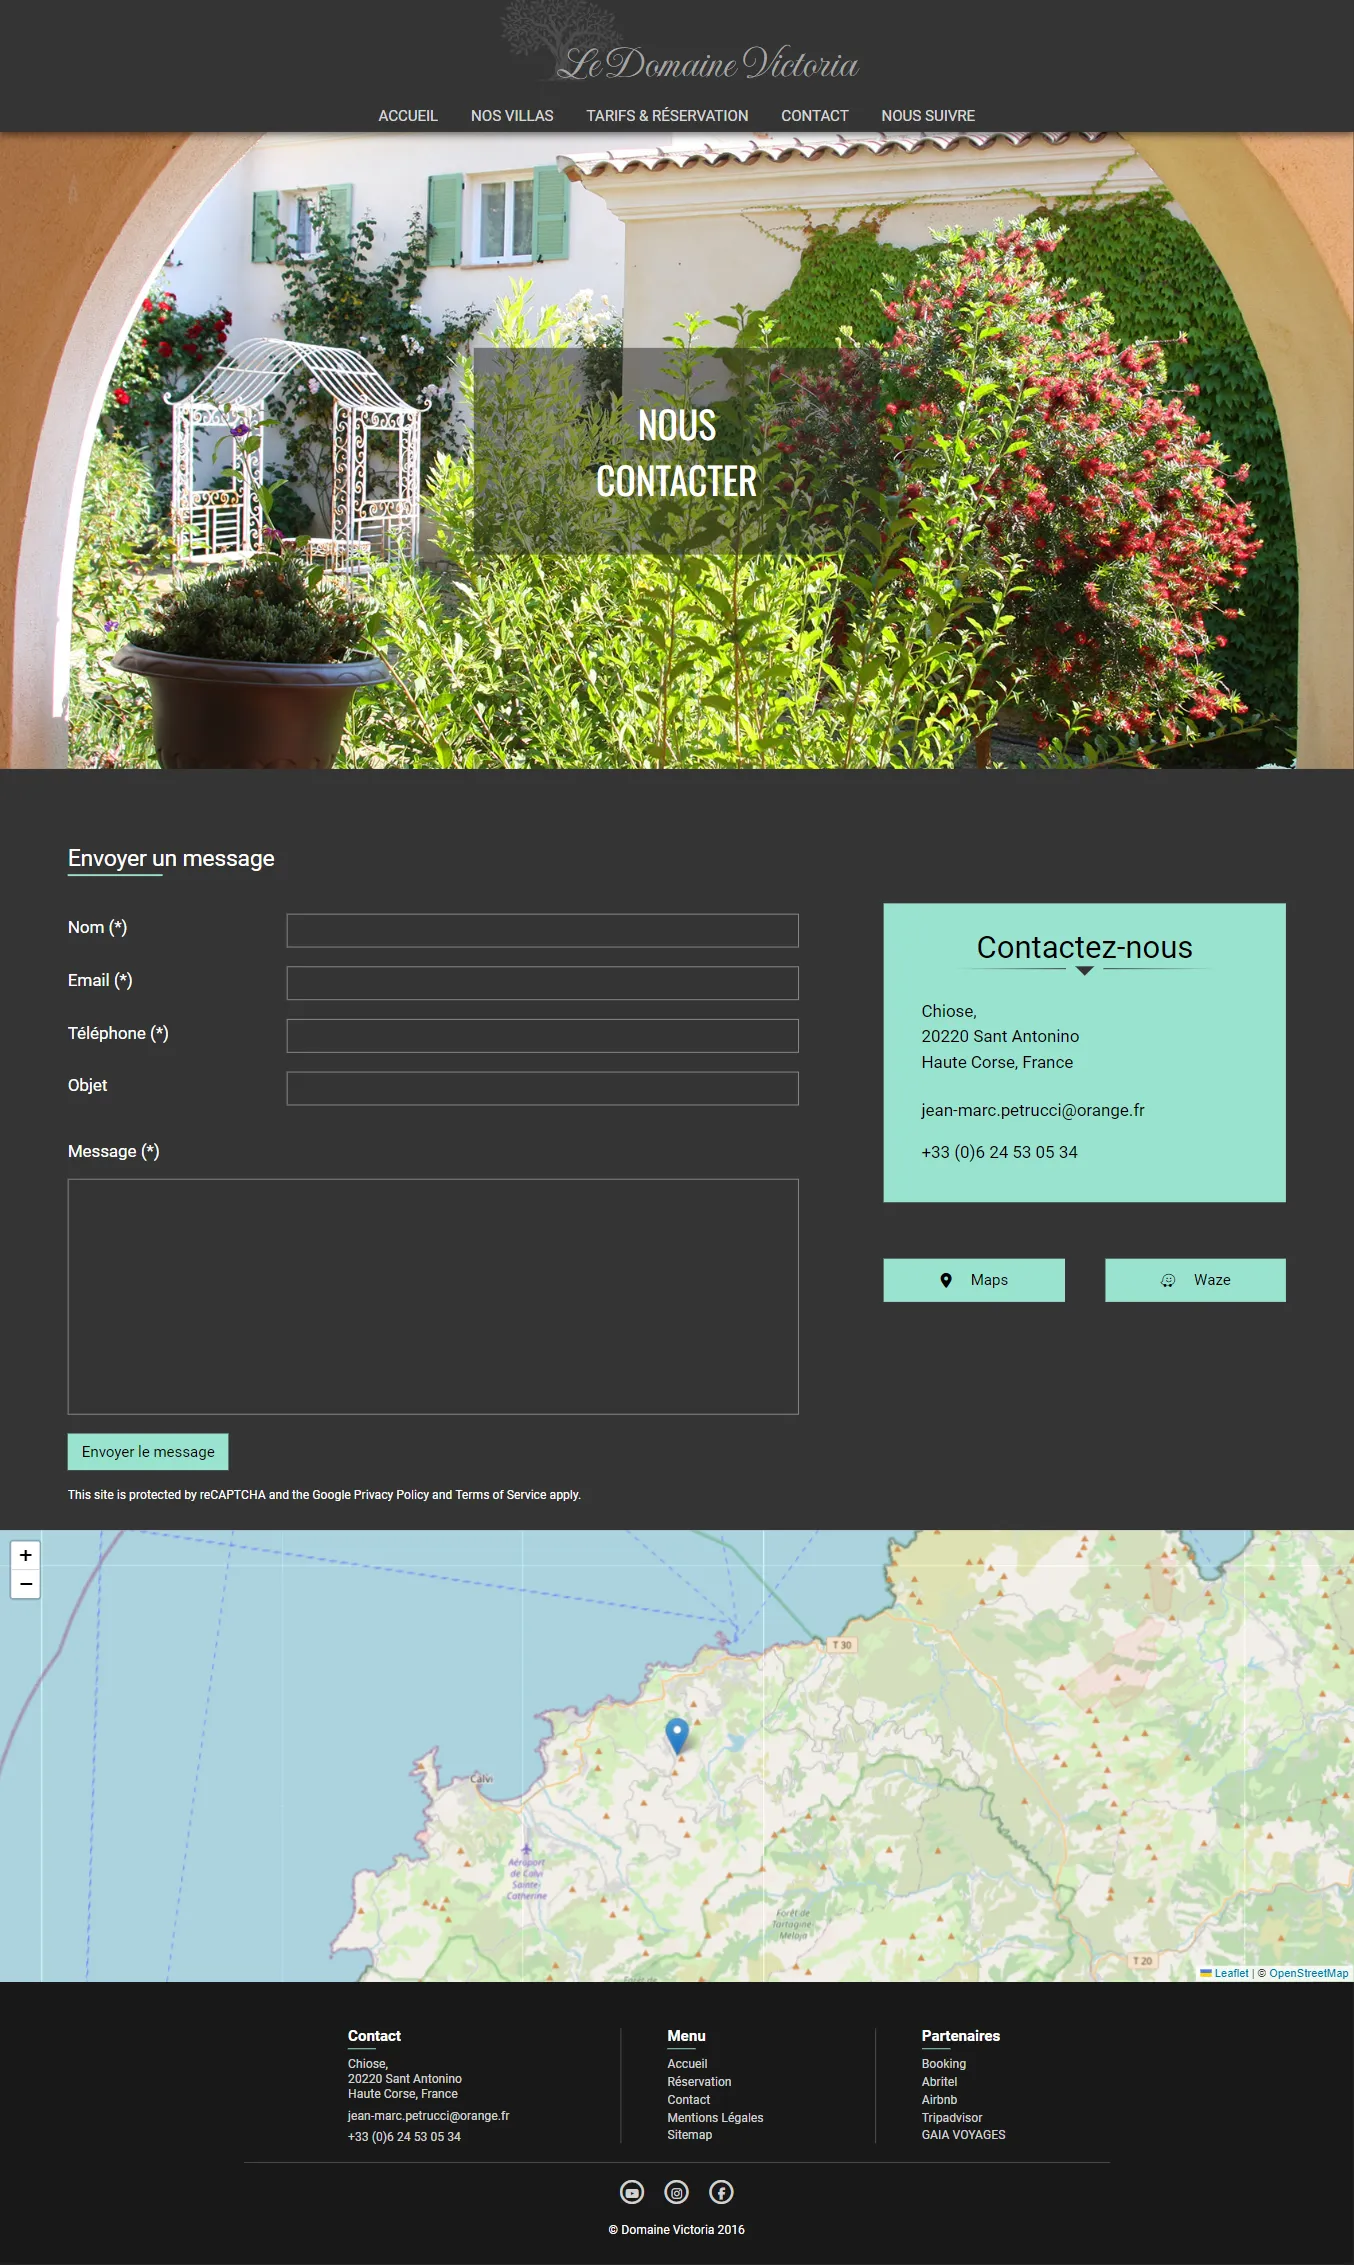 Le Domaine Victoria
ACCUEIL NOS VILLAS TARIFS & RÉSERVATION CONTACT NOUS SUIVRE
NOUS
CONTACTER
Envoyer un message
Nom (*)
Email (*)
Téléphone (*)
Objet
Message (*)
Envoyer le message
This site is protected by reCAPTCHA and the Google Privacy Policy and Terms of Service apply.
Contactez-nous
Chiose,
20220 Sant Antonino
Haute Corse, France
jean-marc.petrucci@orange.fr
+33 (0)6 24 53 05 34
Maps
Waze
+
−
T 30
Calvi
Aéroport
de Calvi
Sainte-
Catherine
Forêt de
Tartagine
Melaja
T 20
Forêt de
Leaflet | © OpenStreetMap
Contact
Chiose,
20220 Sant Antonino
Haute Corse, France
jean-marc.petrucci@orange.fr
+33 (0)6 24 53 05 34
Menu
Accueil
Réservation
Contact
Mentions Légales
Sitemap
Partenaires
Booking
Abritel
Airbnb
Tripadvisor
GAIA VOYAGES
© Domaine Victoria 2016